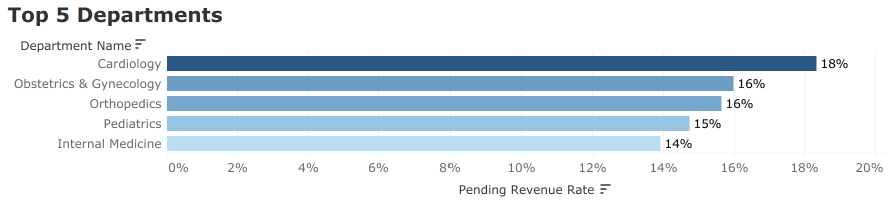 Top 5 Departments
Department Name
Cardiology 18%
Obstetrics & Gynecology 16%
Orthopedics 16%
Pediatrics 15%
Internal Medicine 14%
0% 2% 4% 6% 8% 10% 12% 14% 16% 18% 20%
Pending Revenue Rate